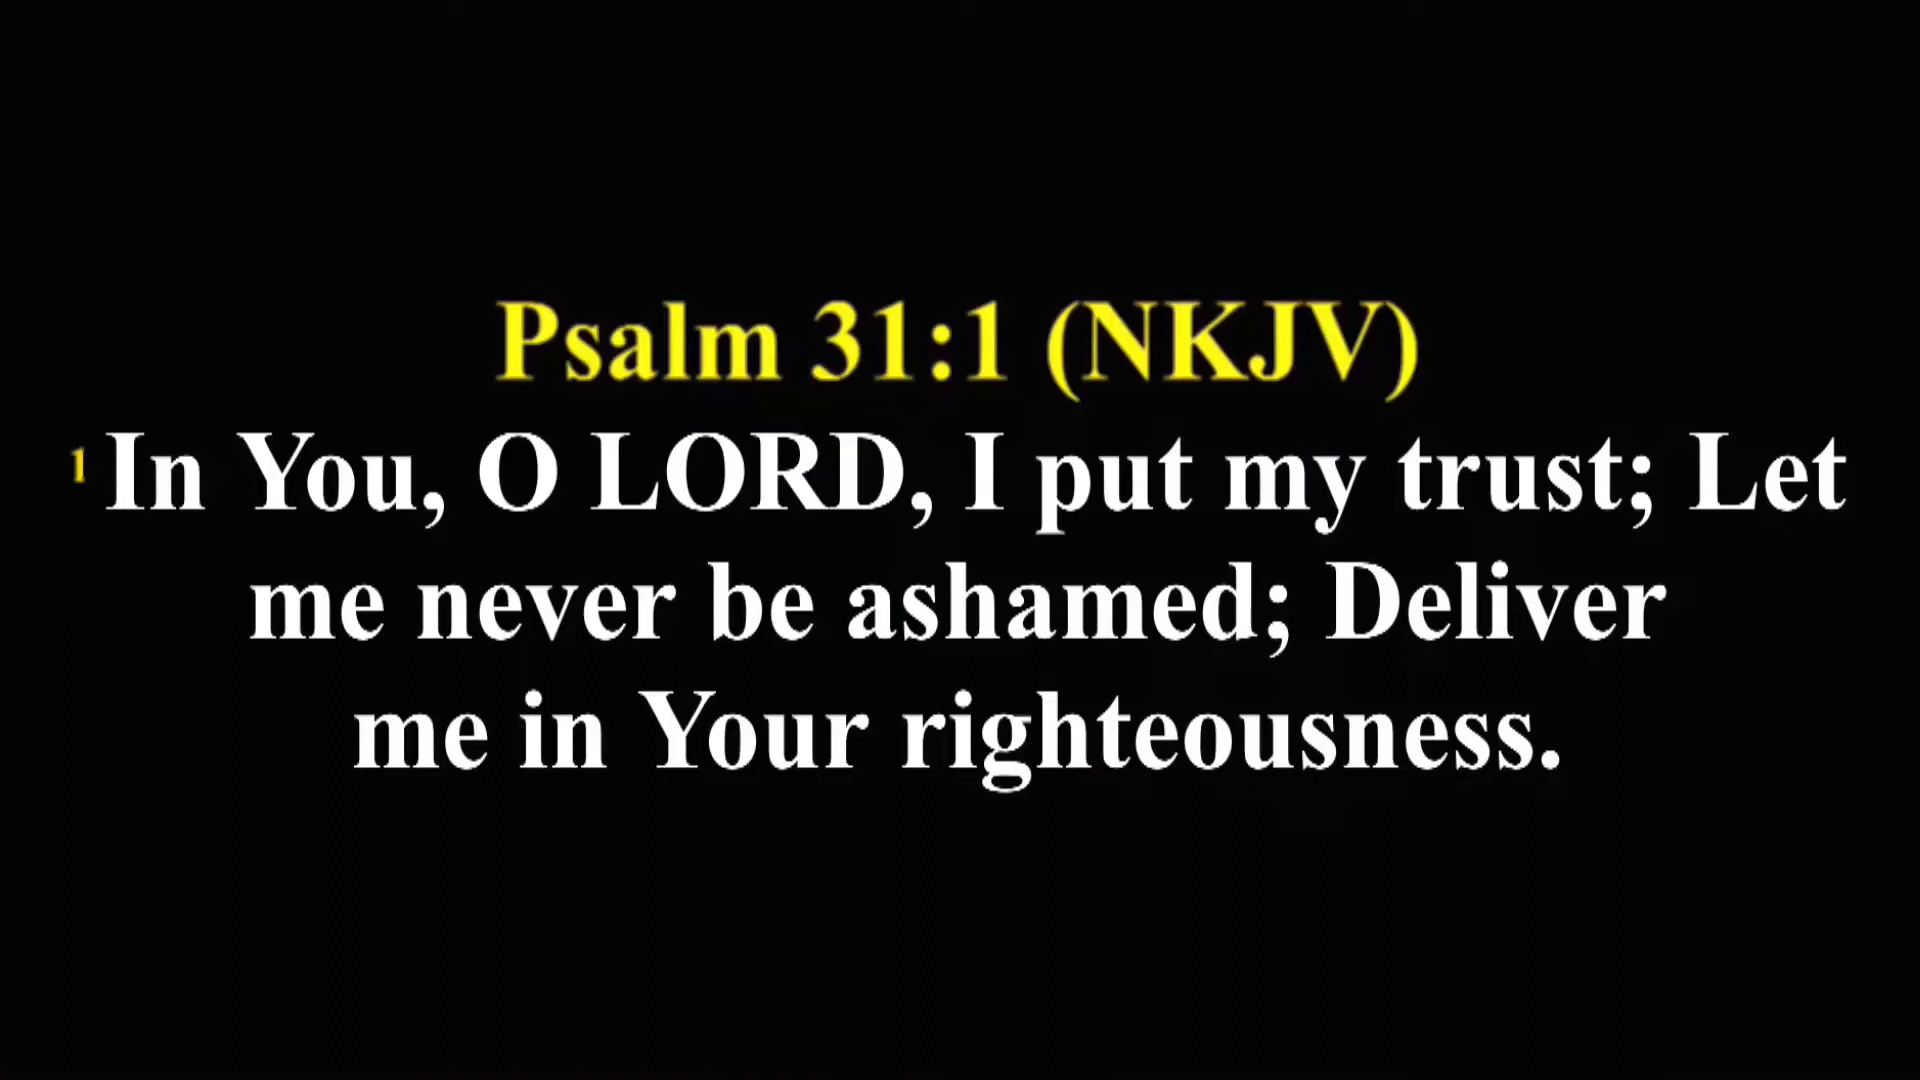 Psalm 31:1 (NKJV)
1 In You, O LORD, I put my trust; Let
me never be ashamed; Deliver
me in Your righteousness.